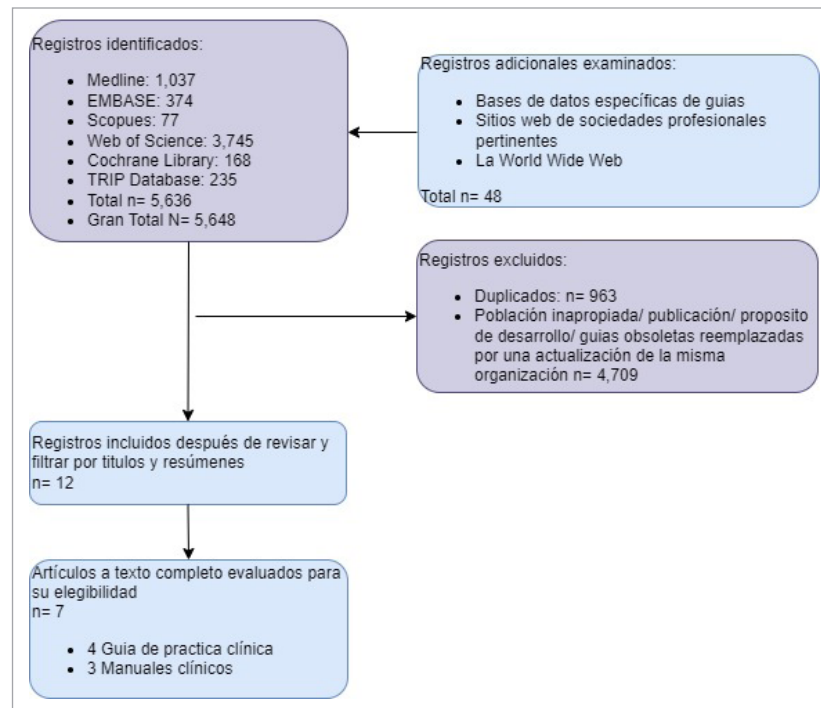 Registros identificados:
• Medline: 1,037
• EMBASE: 374
• Scopues: 77
• Web of Science: 3,745
• Cochrane Library: 168
• TRIP Database: 235
• Total n= 5,636
• Gran Total N= 5,648
Registros adicionales examinados:
• Bases de datos específicas de guias
• Sitios web de sociedades profesionales
pertinentes
• La World Wide Web
Total n= 48
Registros excluidos:
• Duplicados: n= 963
• Población inapropiada/ publicación/ proposito
de desarrollo/ guias obsoletas reemplazadas
por una actualización de la misma
organización n= 4,709
Registros incluidos después de revisar y
filtrar por titulos y resúmenes
n= 12
Artículos a texto completo evaluados para
su elegibilidad
n= 7
• 4 Guia de practica clínica
• 3 Manuales clínicos